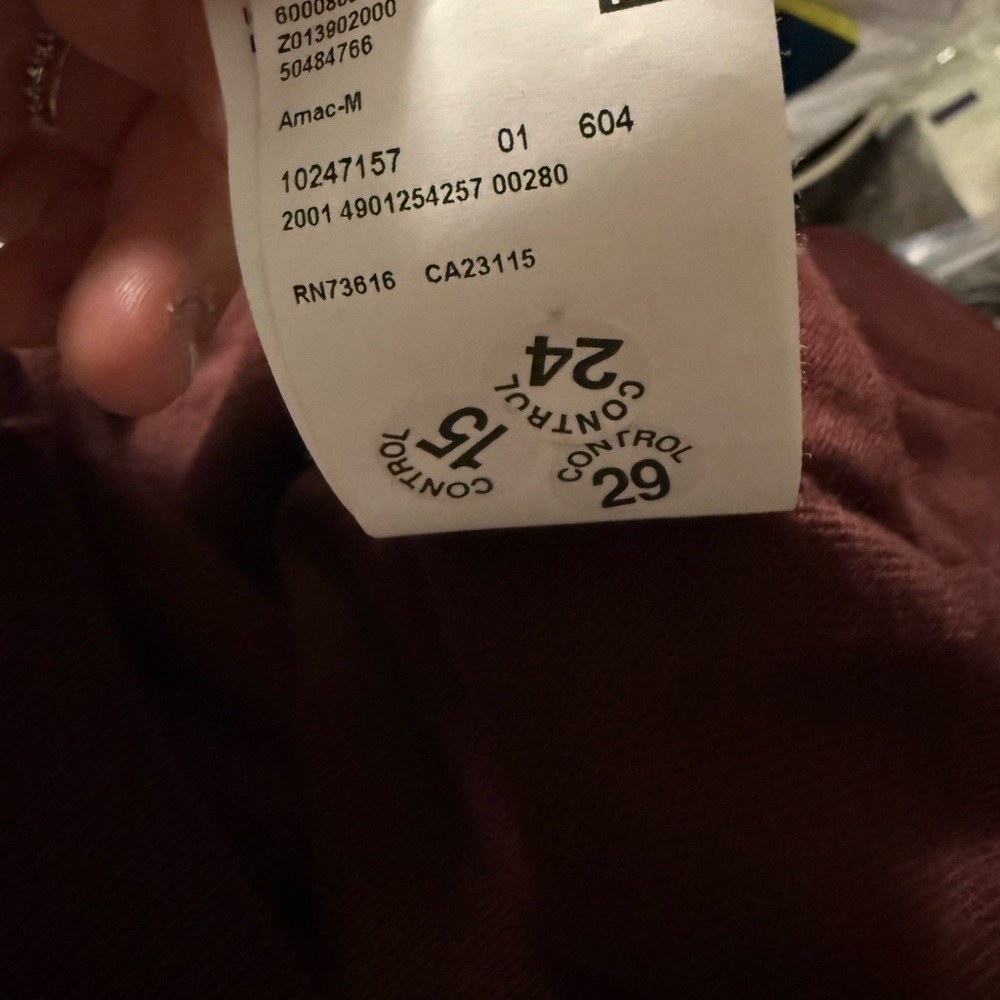 Z013902000
50484766
Amac-M
10247157 01 604
2001 4901254257 00280
RN73616 CA23115
24
CONTROL
15
CONTROL
CONTROL
29